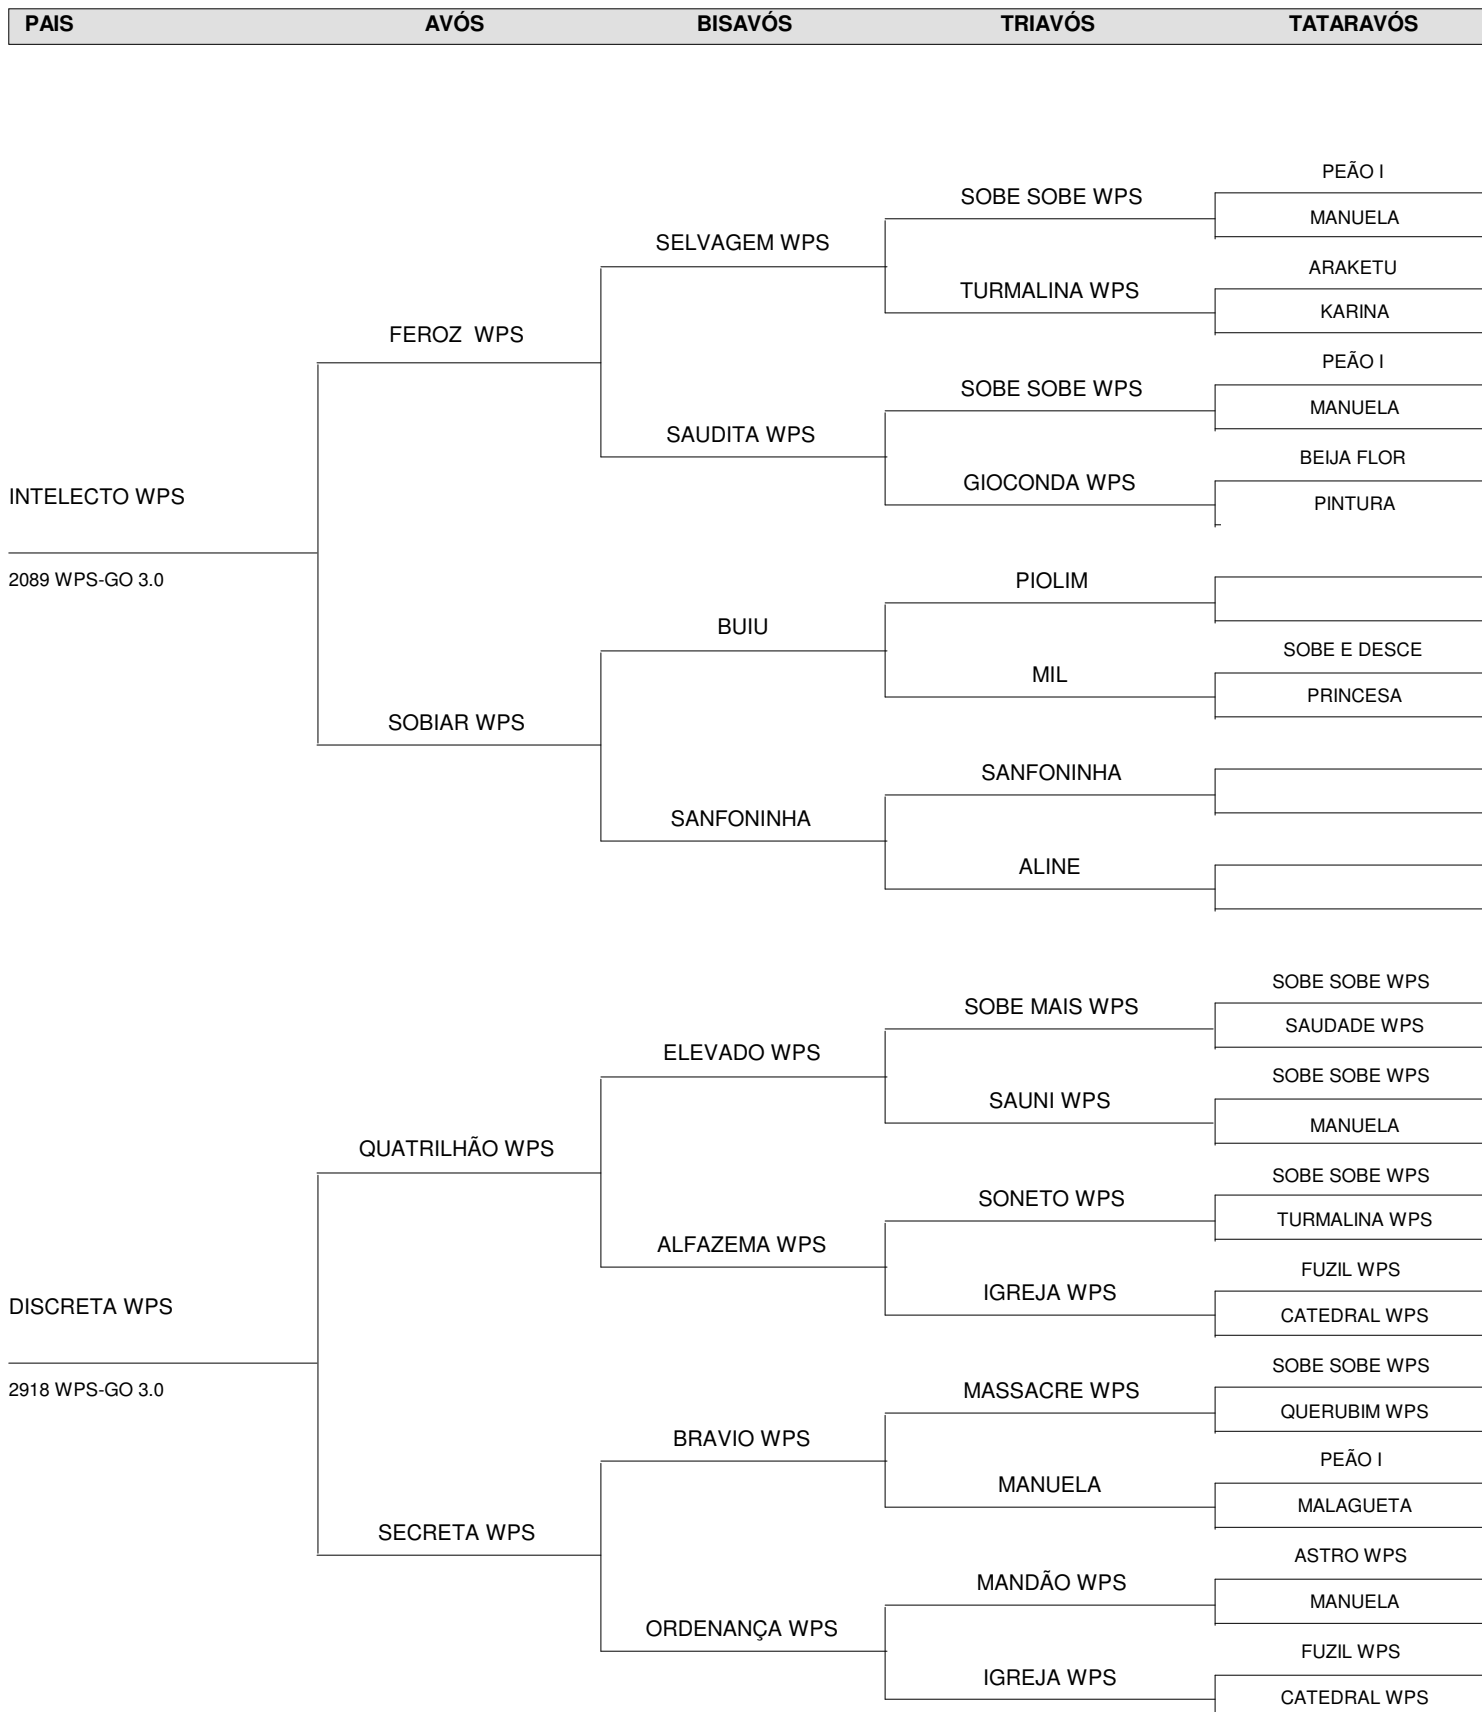 PAIS AVÓS BISAVÓS TRIAVÓS TATARAVÓS
PEÃO I
SOBE SOBE WPS
MANUELA
SELVAGEM WPS
ARAKETU
TURMALINA WPS
KARINA
FEROZ  WPS
PEÃO I
SOBE SOBE WPS
MANUELA
SAUDITA WPS
BEIJA FLOR
GIOCONDA WPS
INTELECTO WPS
PINTURA
2089 WPS-GO 3.0
PIOLIM
BUIU
SOBE E DESCE
MIL
PRINCESA
SOBIAR WPS
SANFONINHA
SANFONINHA
ALINE
SOBE SOBE WPS
SOBE MAIS WPS
SAUDADE WPS
ELEVADO WPS
SOBE SOBE WPS
SAUNI WPS
MANUELA
QUATRILHÃO WPS
SOBE SOBE WPS
SONETO WPS
TURMALINA WPS
ALFAZEMA WPS
FUZIL WPS
IGREJA WPS
DISCRETA WPS
CATEDRAL WPS
SOBE SOBE WPS
2918 WPS-GO 3.0
MASSACRE WPS
QUERUBIM WPS
BRAVIO WPS
PEÃO I
MANUELA
MALAGUETA
SECRETA WPS
ASTRO WPS
MANDÃO WPS
MANUELA
ORDENANÇA WPS
FUZIL WPS
IGREJA WPS
CATEDRAL WPS